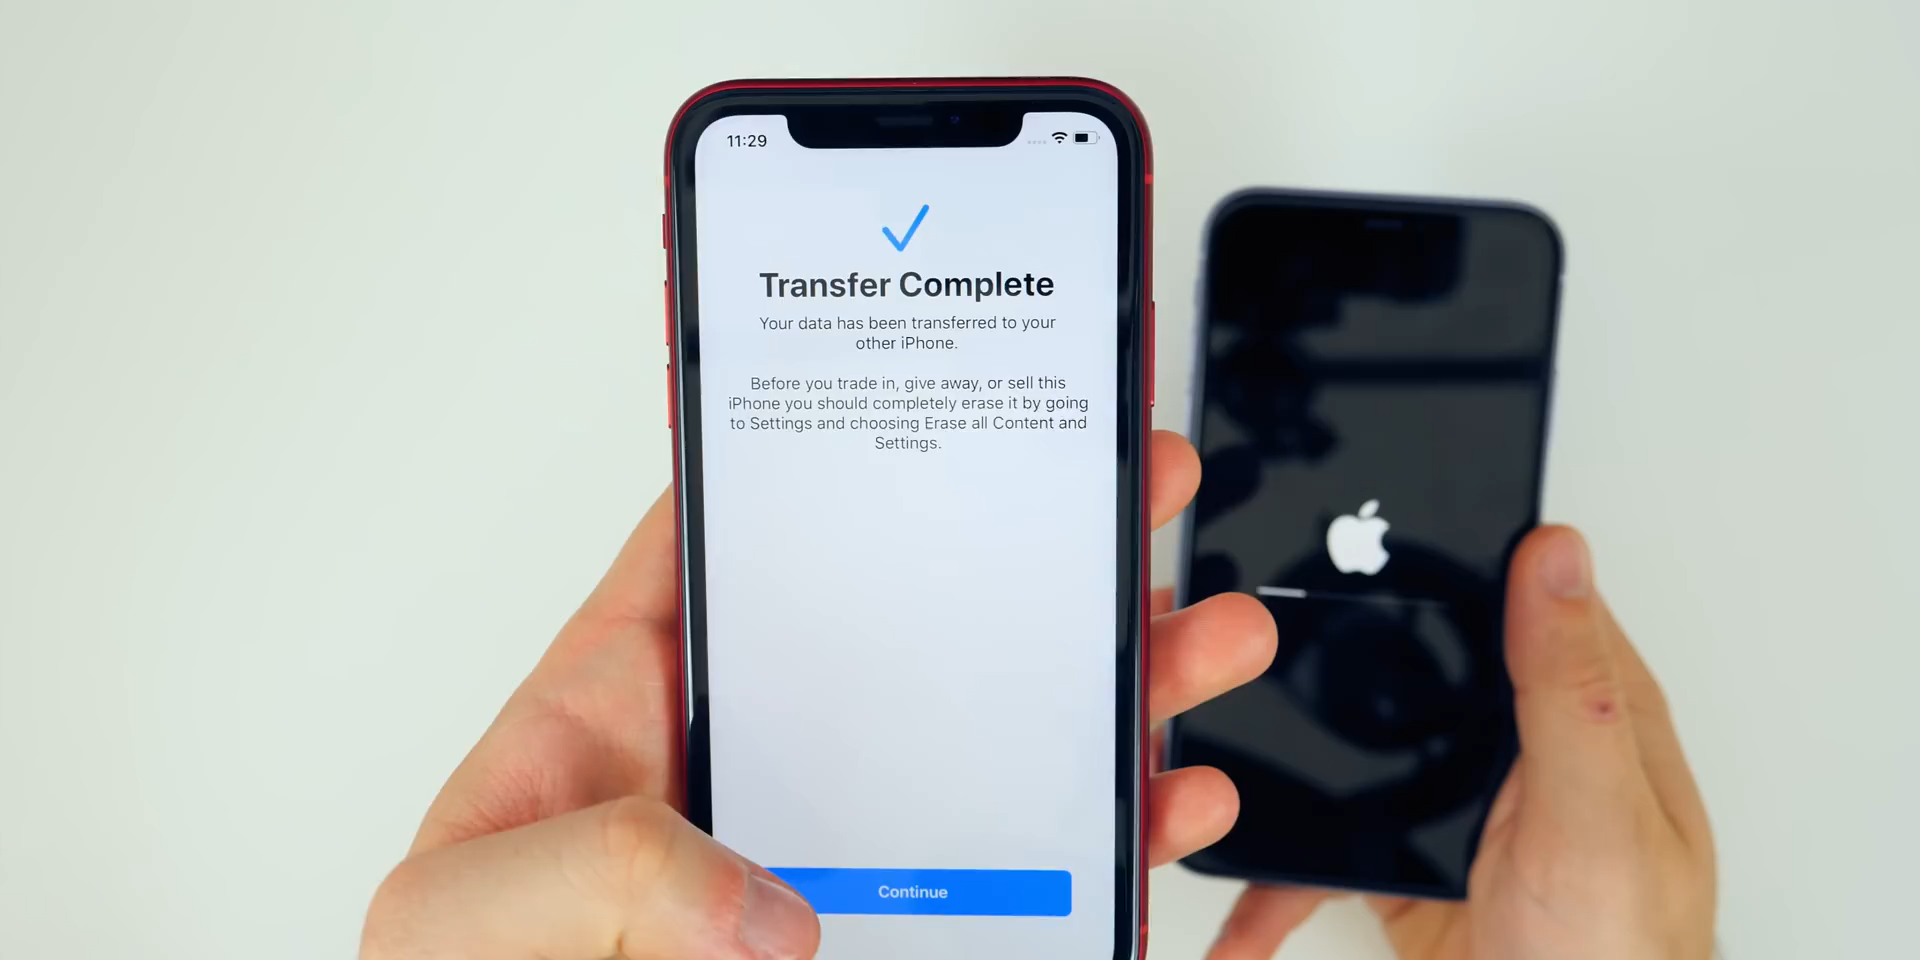 11:29
Transfer Complete
Your data has been transferred to your
other iPhone.
Before you trade in, give away, or sell this
iPhone you should completely erase it by going
to Settings and choosing Erase all Content and
Settings.
Continue